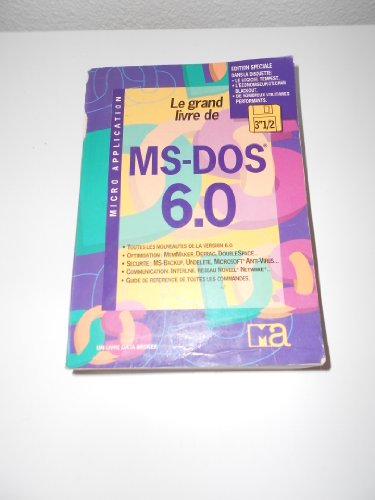 MICRO APPLICATION
Le grand
livre de
EDITION SPECIALE
DANS LA DISQUETTE:
• LE LOGICIEL TEMPEST.
• L'ECONOMISEUR D'ECRAN
BLACKOUT.
• DE NOMBREUX UTILITAIRES
PERFORMANTS.
3"1/2
MS-DOS®
6.0
• TOUTES LES NOUVEAUTES DE LA VERSION 6.0
• OPTIMISATION: MEMMAKER, DEFRAG, DOUBLESPACE...
• SECURITE: MS-BACKUP, UNDELETE, MICROSOFT® ANTI-VIRUS...
• COMMUNICATION: INTERLNK, RESEAU NOVELL® NETWARE®...
• GUIDE DE REFERENCE DE TOUTES LES COMMANDES.
UN LIVRE DATA BECKER
Ma